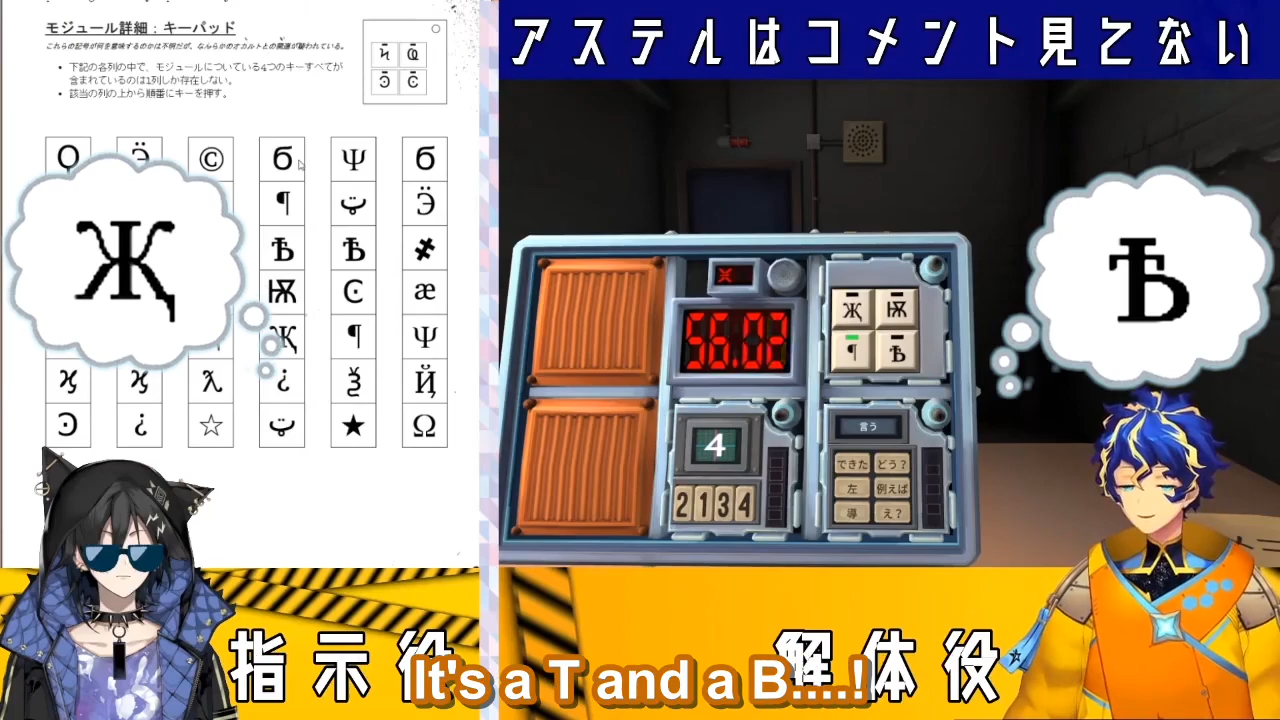 モジュール詳細：キーパッド
これらの記号が何を意味するのかは不明だが、なんらかのオカルトとの関連が疑われている。
• 下記の各列の中で、モジュールについている4つのキーすべてが
含まれているのは1列しか存在しない。
• 該当の列の上から順番にキーを押す。
アステルはコメント見てない
Ѭ
Ӭ © б Ψ б
¶ ټ Ӭ
Ѣ Ѣ ҂
Ѭ Ͼ æ
Җ ¶ Ψ
ϗ ϗ ƛ ¿ Ѯ Ҋ
Ͽ ¿ ☆ ټ ★ Ω
Җ
Ѣ
56.02
Җ Ѭ
¶ Ѣ
4
2 1 3 4
言う
できた どう？
左 例えば
導 え？
指示役
解体役
It's a T and a B....!